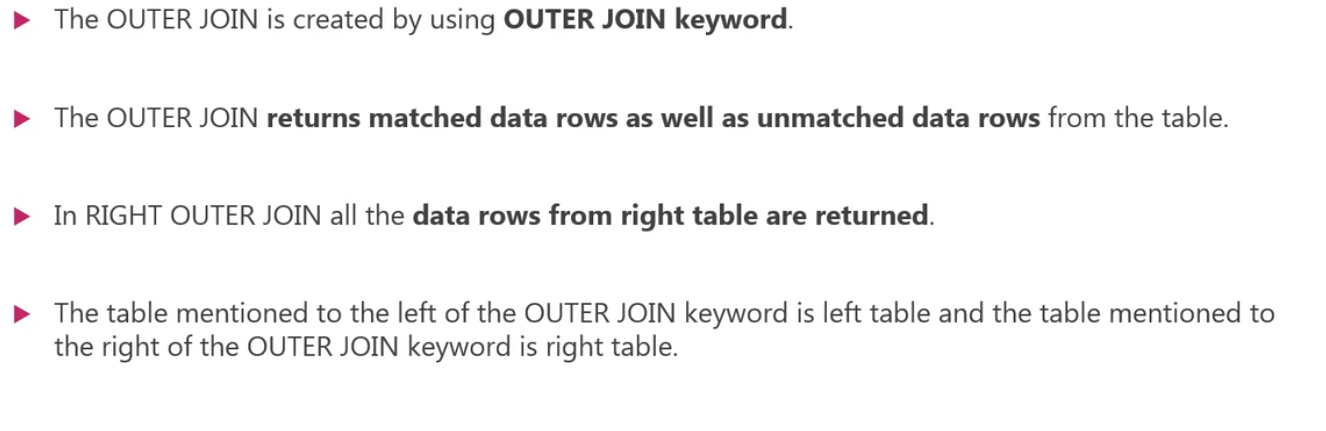 The OUTER JOIN is created by using OUTER JOIN keyword.
The OUTER JOIN returns matched data rows as well as unmatched data rows from the table.
In RIGHT OUTER JOIN all the data rows from right table are returned.
The table mentioned to the left of the OUTER JOIN keyword is left table and the table mentioned to
the right of the OUTER JOIN keyword is right table.